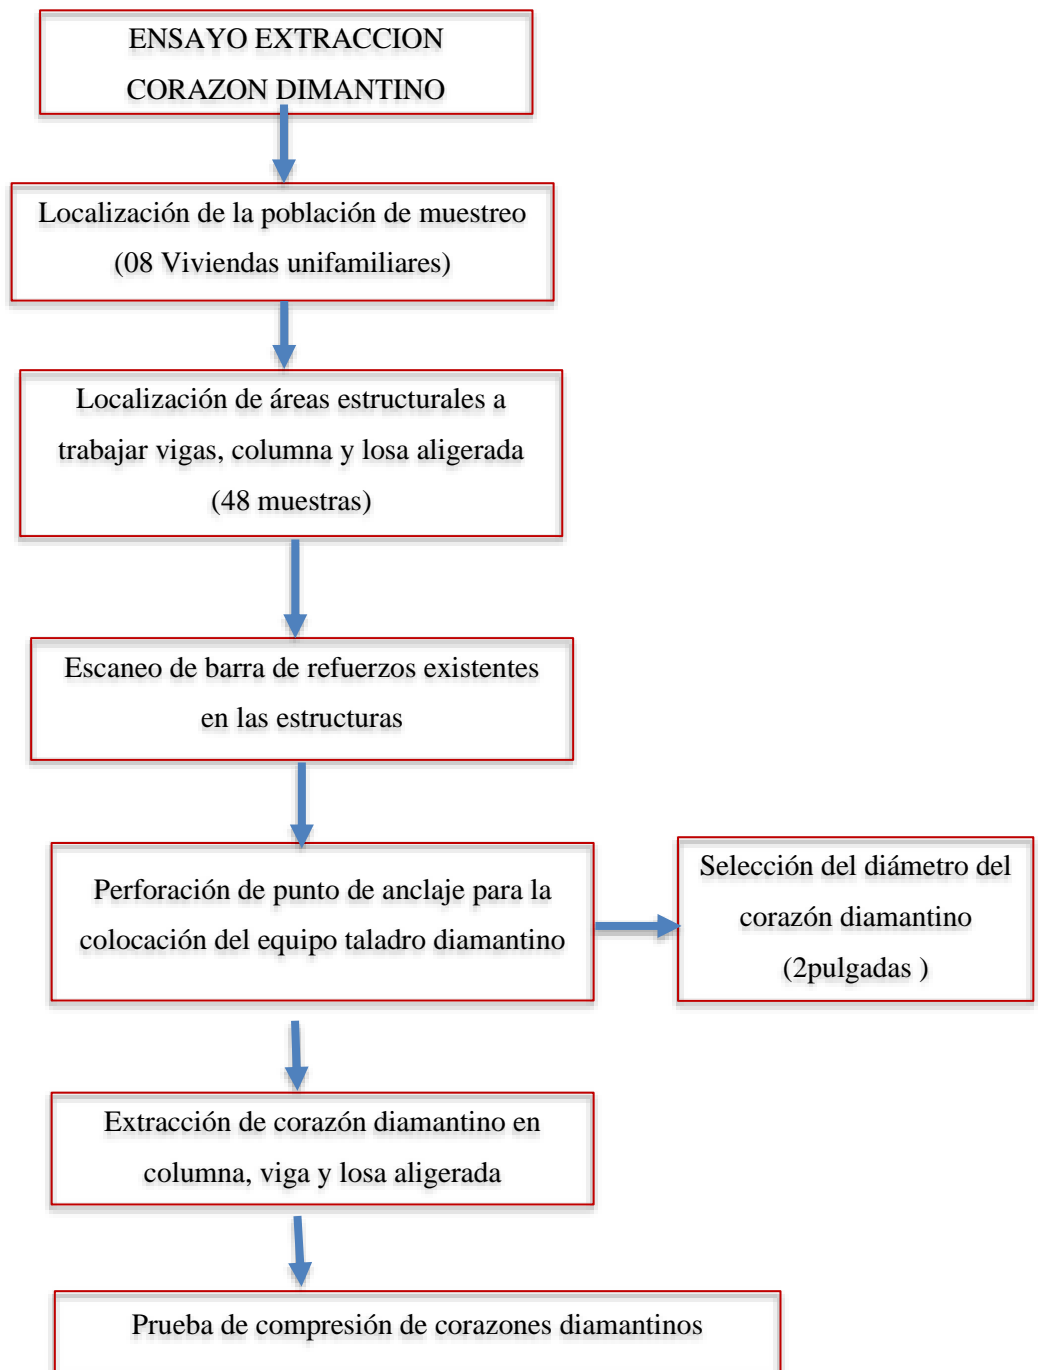 ENSAYO EXTRACCION
CORAZON DIMANTINO
Localización de la población de muestreo
(08 Viviendas unifamiliares)
Localización de áreas estructurales a
trabajar vigas, columna y losa aligerada
(48 muestras)
Escaneo de barra de refuerzos existentes
en las estructuras
Perforación de punto de anclaje para la
colocación del equipo taladro diamantino
Selección del diámetro del
corazón diamantino
(2pulgadas )
Extracción de corazón diamantino en
columna, viga y losa aligerada
Prueba de compresión de corazones diamantinos